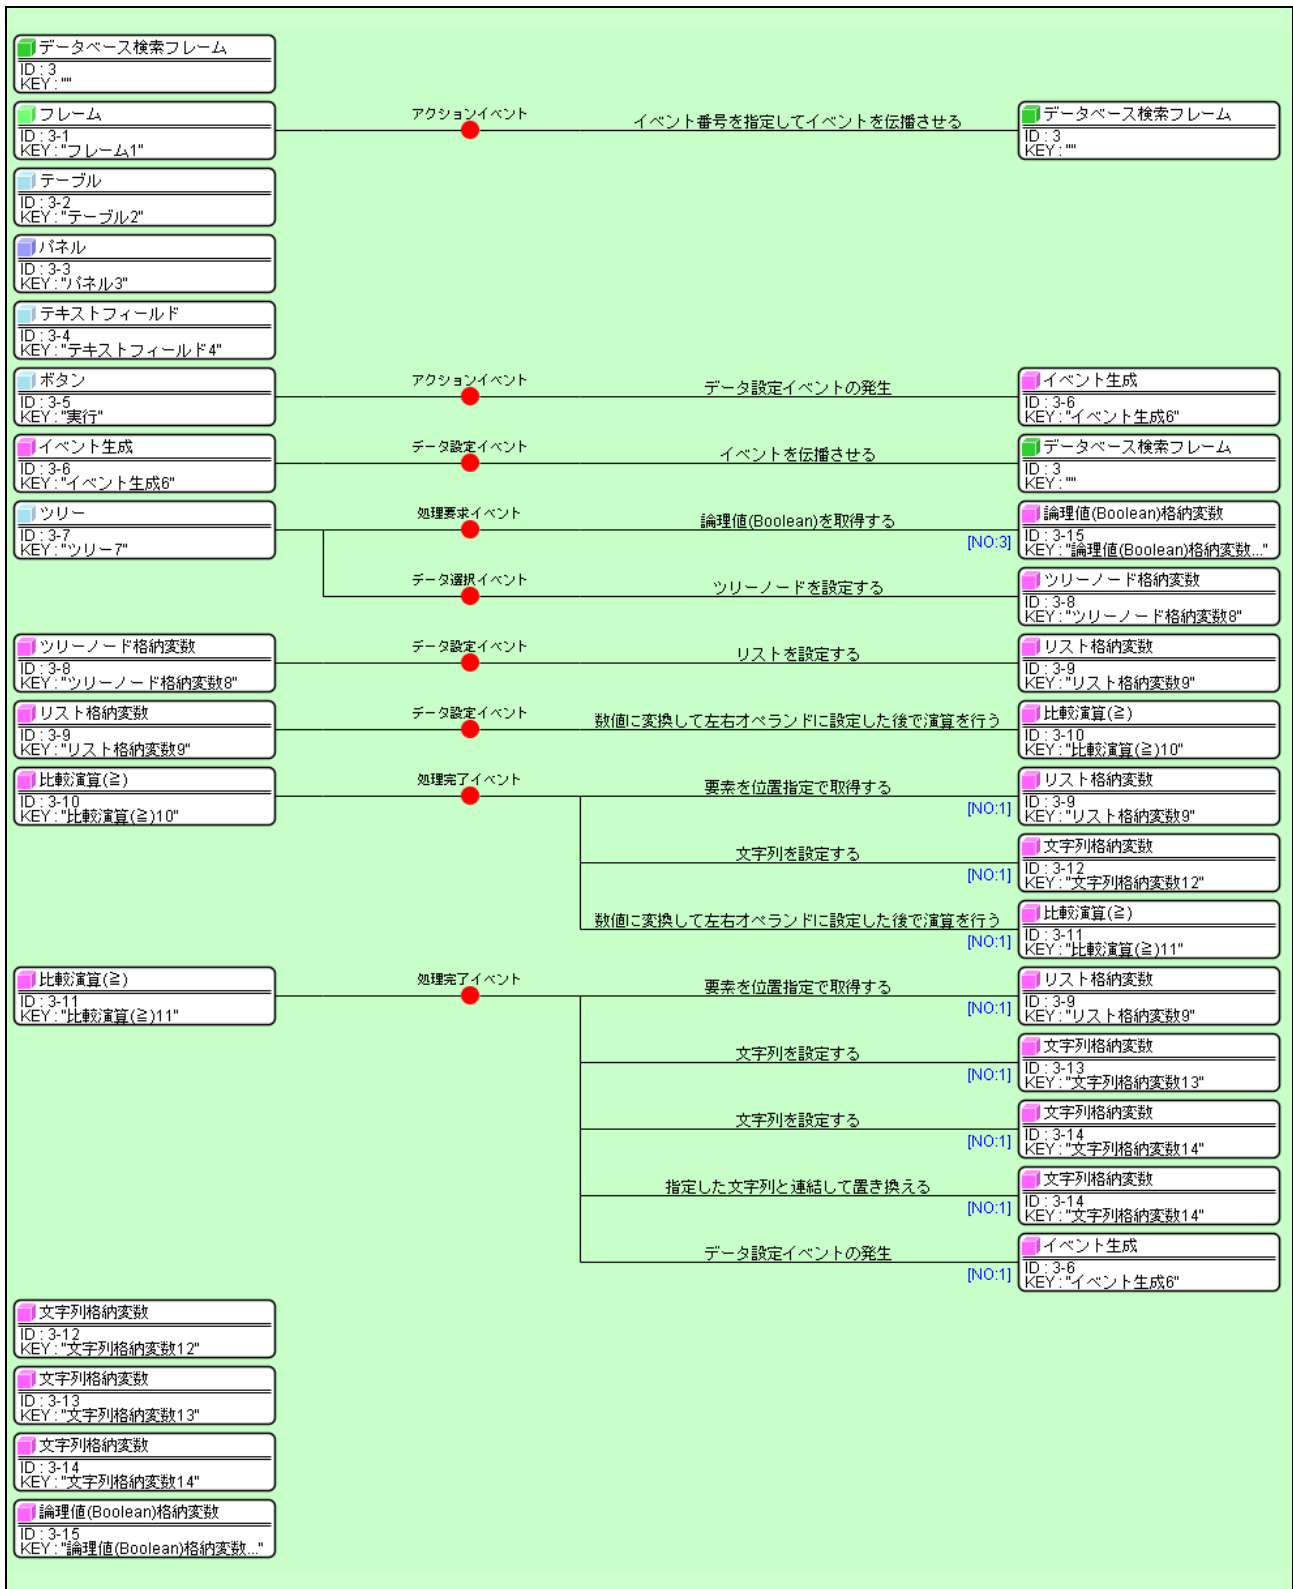 データベース検索フレーム
ID : 3
KEY : ""
フレーム
ID : 3-1
KEY : "フレーム1"
アクションイベント
イベント番号を指定してイベントを伝播させる
データベース検索フレーム
ID : 3
KEY : ""
テーブル
ID : 3-2
KEY : "テーブル2"
パネル
ID : 3-3
KEY : "パネル3"
テキストフィールド
ID : 3-4
KEY : "テキストフィールド4"
ボタン
ID : 3-5
KEY : "実行"
アクションイベント
データ設定イベントの発生
イベント生成
ID : 3-6
KEY : "イベント生成6"
イベント生成
ID : 3-6
KEY : "イベント生成6"
データ設定イベント
イベントを伝播させる
データベース検索フレーム
ID : 3
KEY : ""
ツリー
ID : 3-7
KEY : "ツリー7"
処理要求イベント
論理値(Boolean)を取得する
[NO:3]
論理値(Boolean)格納変数
ID : 3-15
KEY : "論理値(Boolean)格納変数..."
データ選択イベント
ツリーノードを設定する
ツリーノード格納変数
ID : 3-8
KEY : "ツリーノード格納変数8"
ツリーノード格納変数
ID : 3-8
KEY : "ツリーノード格納変数8"
データ設定イベント
リストを設定する
リスト格納変数
ID : 3-9
KEY : "リスト格納変数9"
リスト格納変数
ID : 3-9
KEY : "リスト格納変数9"
データ設定イベント
数値に変換して左右オペランドに設定した後で演算を行う
比較演算(≧)
ID : 3-10
KEY : "比較演算(≧)10"
比較演算(≧)
ID : 3-10
KEY : "比較演算(≧)10"
処理完了イベント
要素を位置指定で取得する
[NO:1]
リスト格納変数
ID : 3-9
KEY : "リスト格納変数9"
文字列を設定する
[NO:1]
文字列格納変数
ID : 3-12
KEY : "文字列格納変数12"
数値に変換して左右オペランドに設定した後で演算を行う
[NO:1]
比較演算(≧)
ID : 3-11
KEY : "比較演算(≧)11"
比較演算(≧)
ID : 3-11
KEY : "比較演算(≧)11"
処理完了イベント
要素を位置指定で取得する
[NO:1]
リスト格納変数
ID : 3-9
KEY : "リスト格納変数9"
文字列を設定する
[NO:1]
文字列格納変数
ID : 3-13
KEY : "文字列格納変数13"
文字列を設定する
[NO:1]
文字列格納変数
ID : 3-14
KEY : "文字列格納変数14"
指定した文字列と連結して置き換える
[NO:1]
文字列格納変数
ID : 3-14
KEY : "文字列格納変数14"
データ設定イベントの発生
[NO:1]
イベント生成
ID : 3-6
KEY : "イベント生成6"
文字列格納変数
ID : 3-12
KEY : "文字列格納変数12"
文字列格納変数
ID : 3-13
KEY : "文字列格納変数13"
文字列格納変数
ID : 3-14
KEY : "文字列格納変数14"
論理値(Boolean)格納変数
ID : 3-15
KEY : "論理値(Boolean)格納変数..."